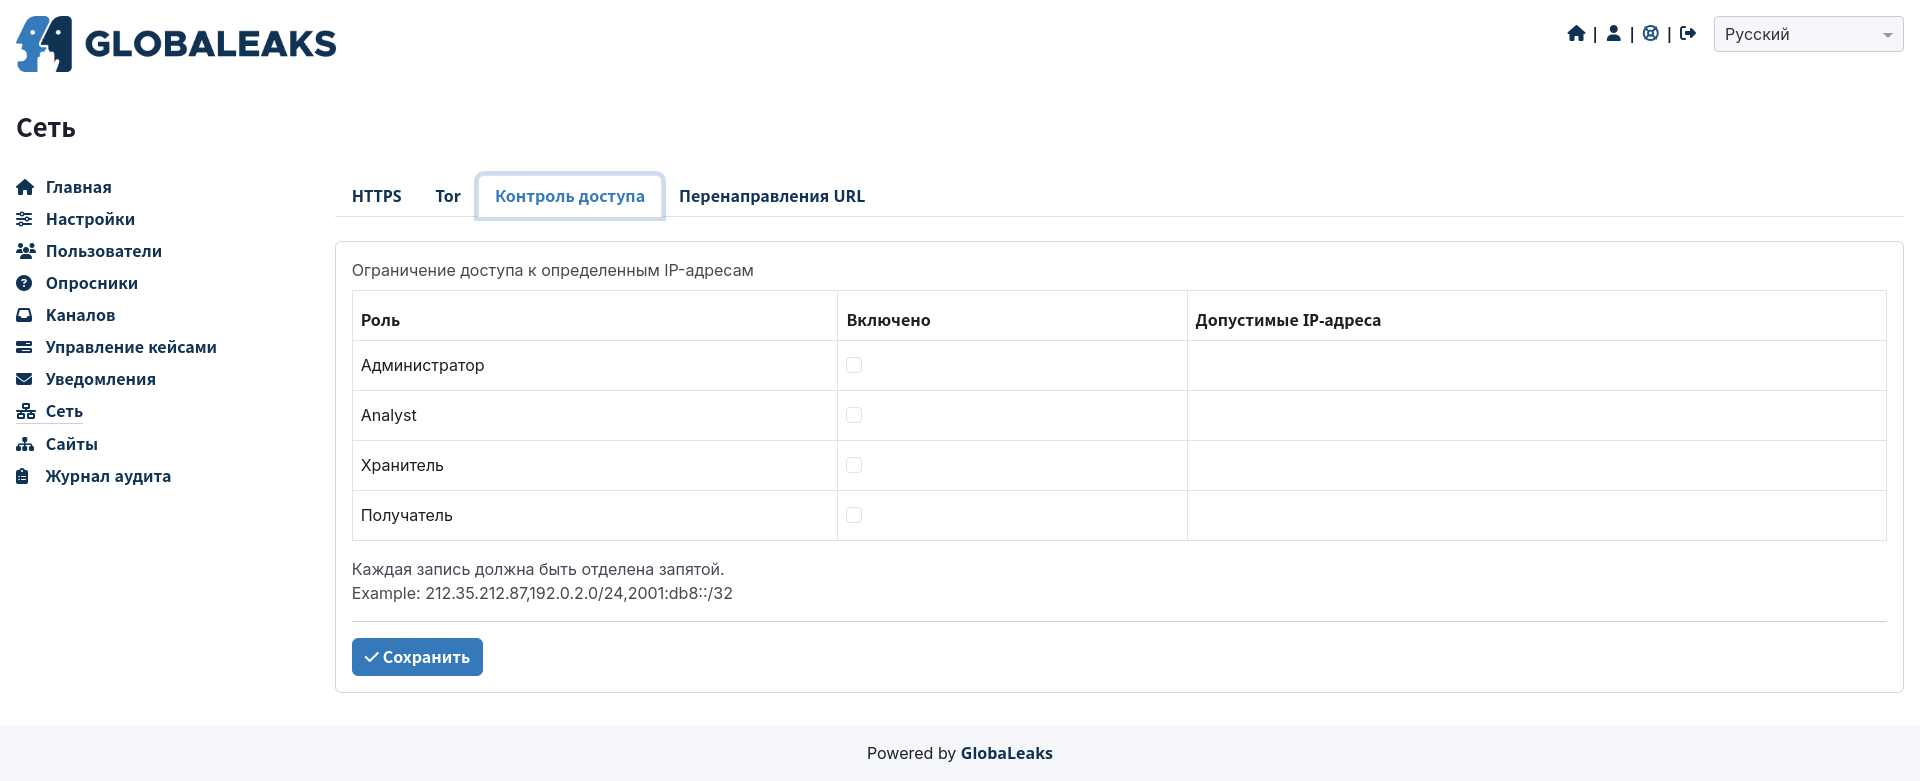 GLOBALEAKS
| | |
Русский
Сеть
Главная
Настройки
Пользователи
Опросники
Каналов
Управление кейсами
Уведомления
Сеть
Сайты
Журнал аудита
HTTPS Tor Контроль доступа Перенаправления URL
Ограничение доступа к определенным IP-адресам
Роль Включено Допустимые IP-адреса
Администратор
Analyst
Хранитель
Получатель
Каждая запись должна быть отделена запятой.
Example: 212.35.212.87,192.0.2.0/24,2001:db8::/32
Сохранить
Powered by GlobaLeaks